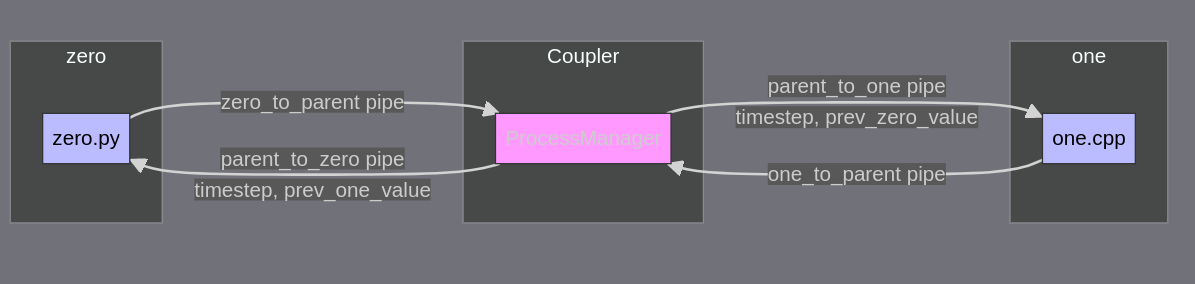 zero
Coupler
one
zero_to_parent pipe
parent_to_one pipe
timestep, prev_zero_value
zero.py
ProcessManager
one.cpp
parent_to_zero pipe
timestep, prev_one_value
one_to_parent pipe